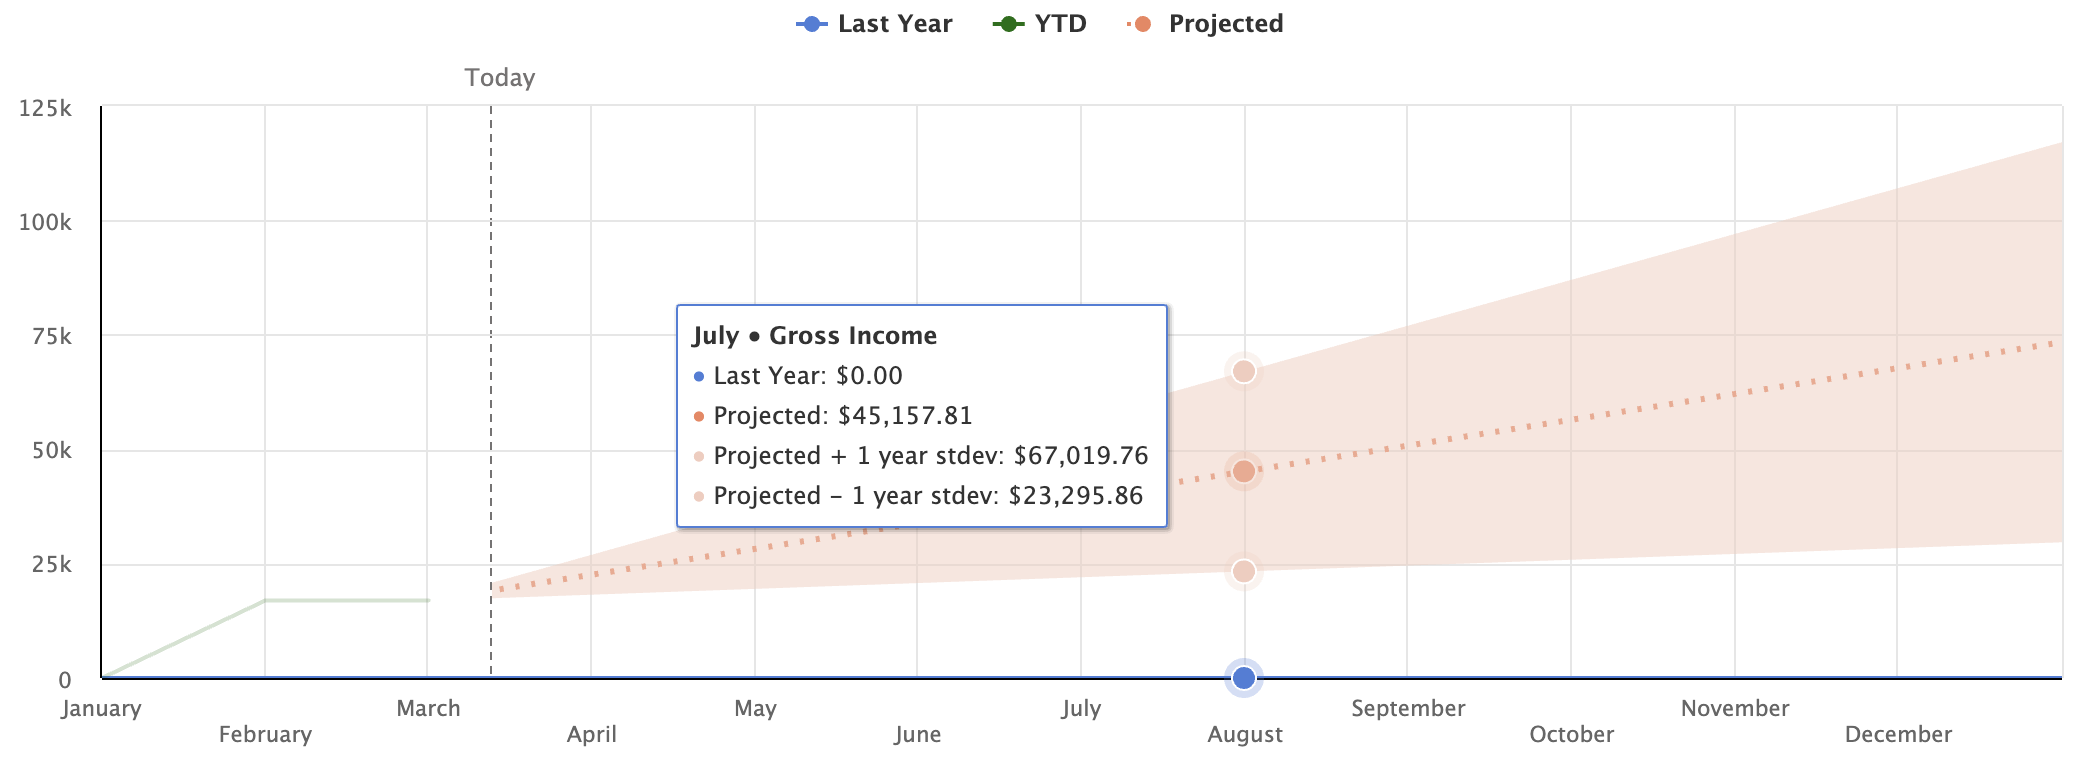 Last Year YTD Projected
Today
125k
100k
75k
50k
25k
0
July • Gross Income
Last Year: $0.00
Projected: $45,157.81
Projected + 1 year stdev: $67,019.76
Projected – 1 year stdev: $23,295.86
January
February
March
April
May
June
July
August
September
October
November
December